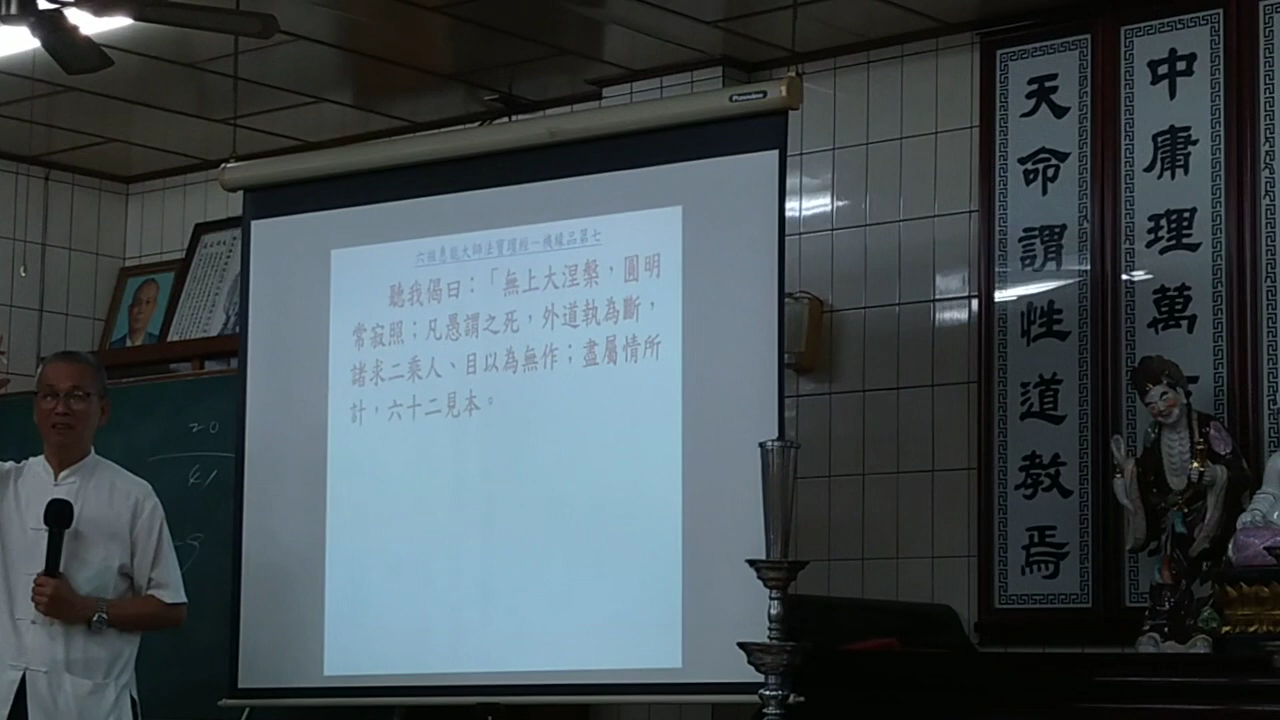 六祖惠能大師法寶壇經－機緣品第七
聽我偈曰：「無上大涅槃，圓明
常寂照；凡愚謂之死，外道執為斷，
諸求二乘人、目以為無作；盡屬情所
計，六十二見本。
天命謂性道教焉
中庸理萬
20